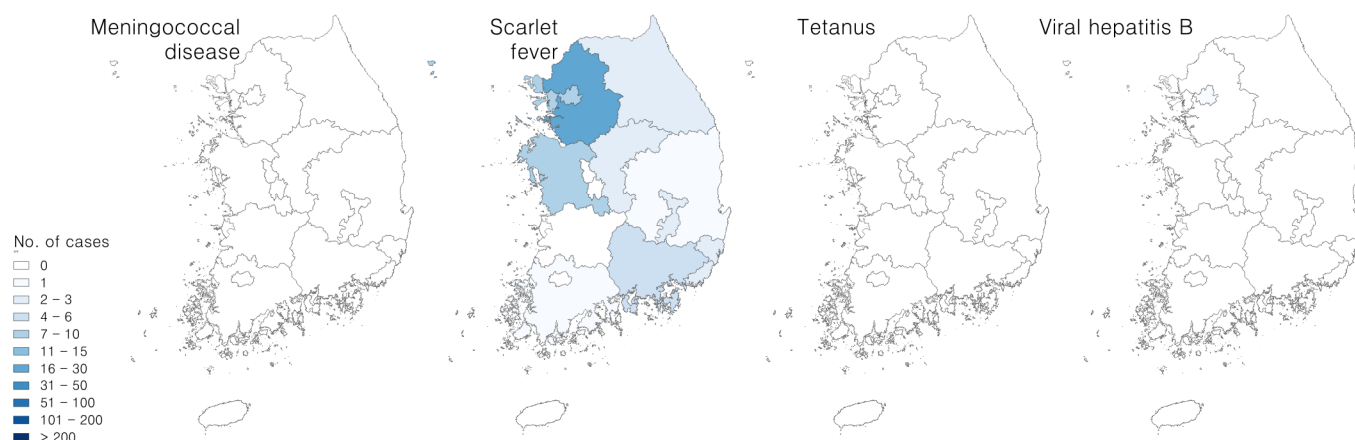 Meningococcal
disease
Scarlet
fever
Tetanus
Viral hepatitis B
No. of cases
0
1
2 – 3
4 – 6
7 – 10
11 – 15
16 – 30
31 – 50
51 – 100
101 – 200
> 200